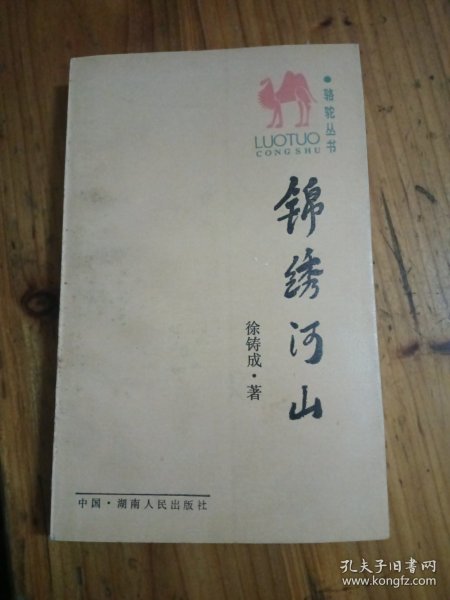 •骆驼丛书
LUOTUO
CONG SHU
锦绣河山
徐铸成·著
中国·湖南人民出版社
孔夫子旧书网
www.kongfz.com